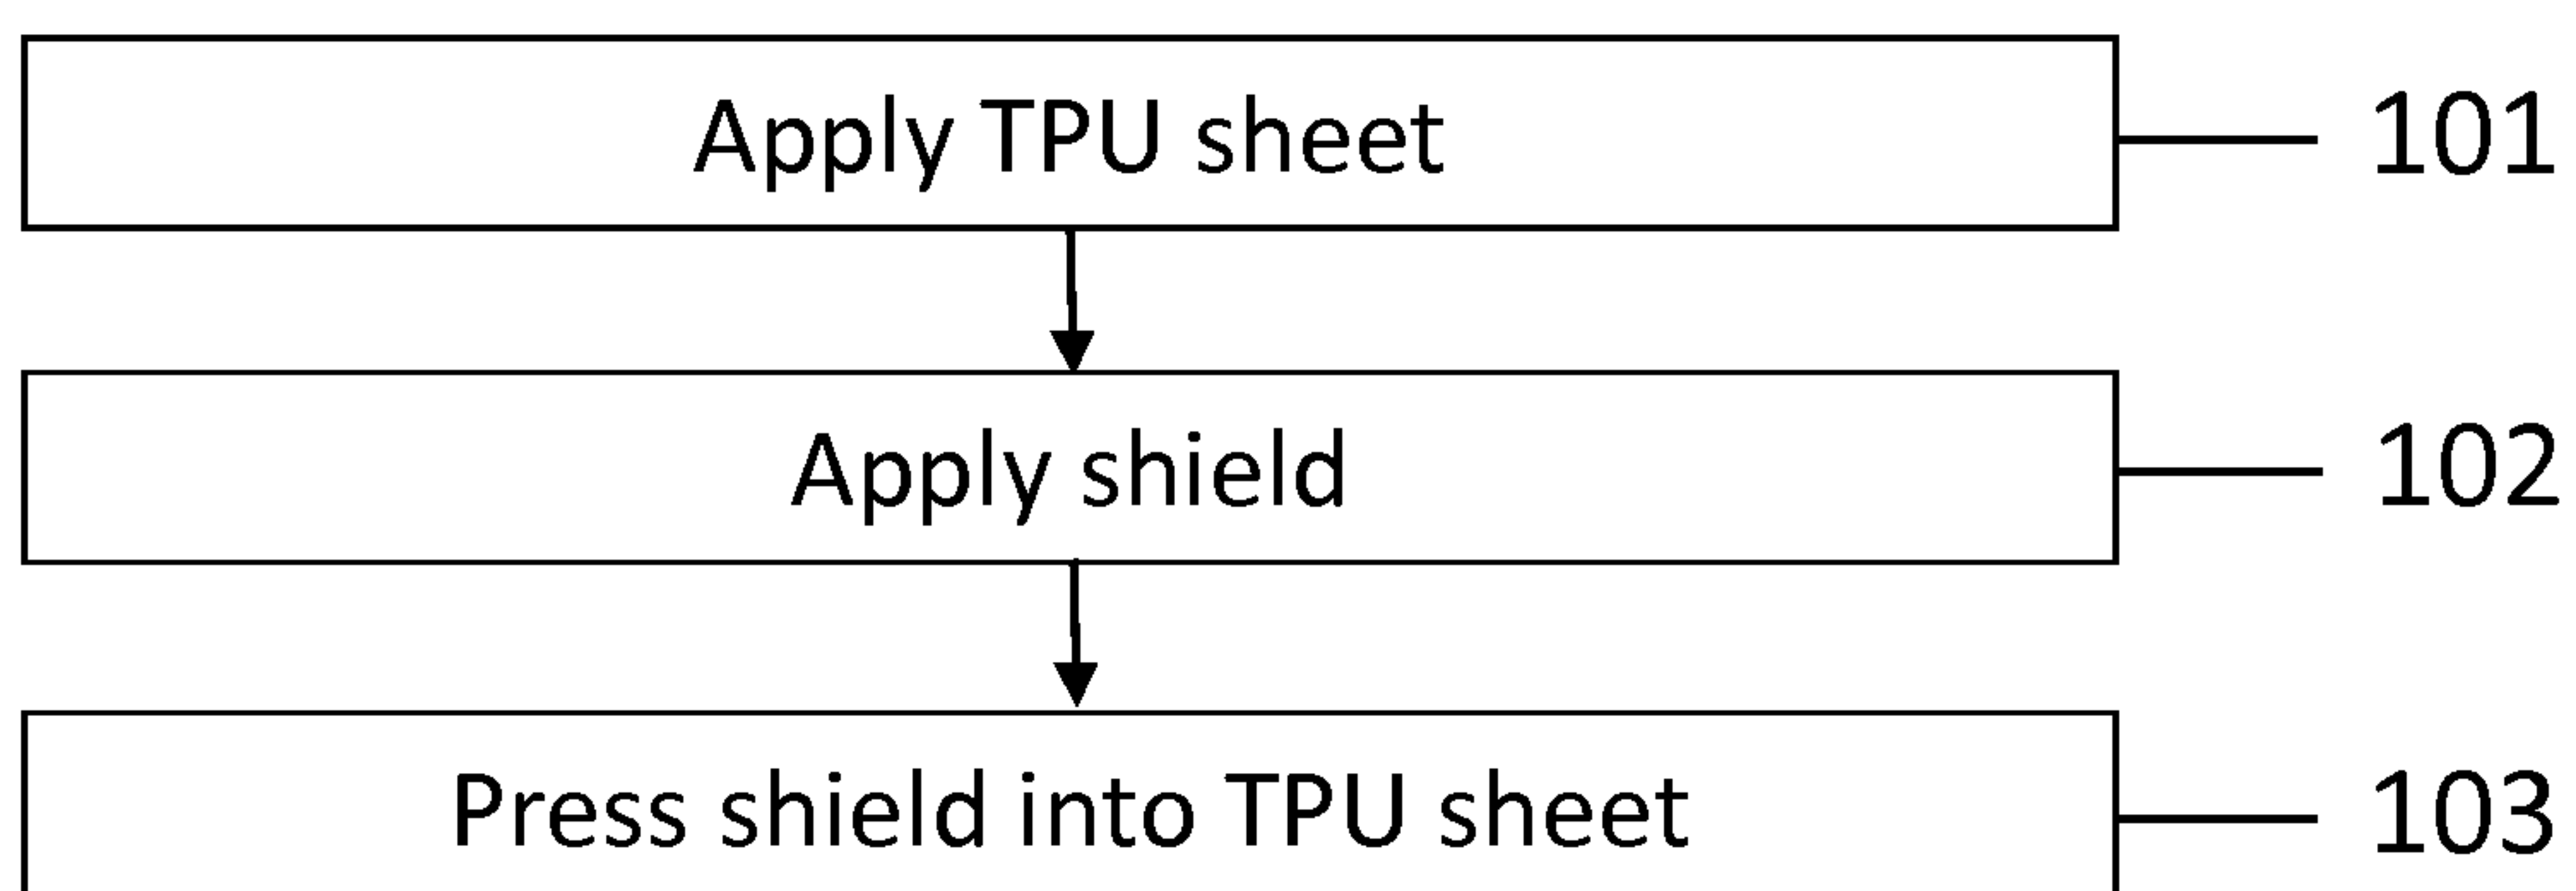 Apply TPU sheet 101
Apply shield 102
Press shield into TPU sheet 103